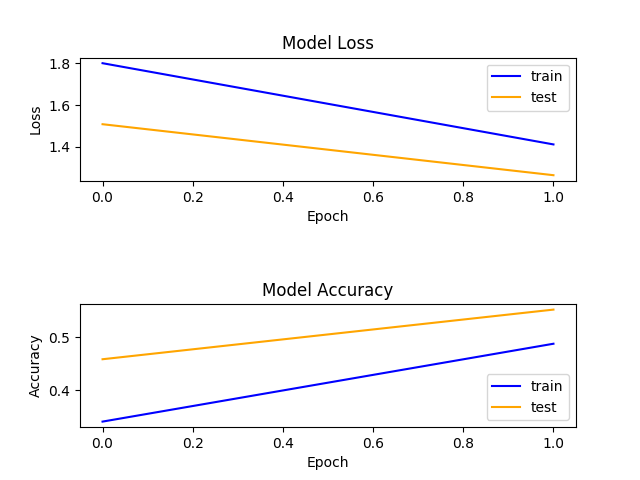 Model Loss
1.8
1.6
1.4
Loss
train
test
0.0 0.2 0.4 0.6 0.8 1.0
Epoch
Model Accuracy
0.5
0.4
Accuracy
train
test
0.0 0.2 0.4 0.6 0.8 1.0
Epoch